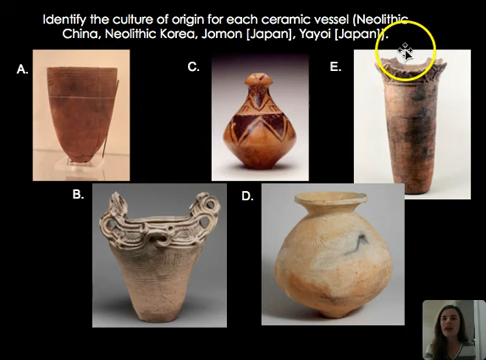 Identify the culture of origin for each ceramic vessel (Neolithic
China, Neolithic Korea, Jomon [Japan], Yayoi [Japan]).
A.
C.
E.
B.
D.